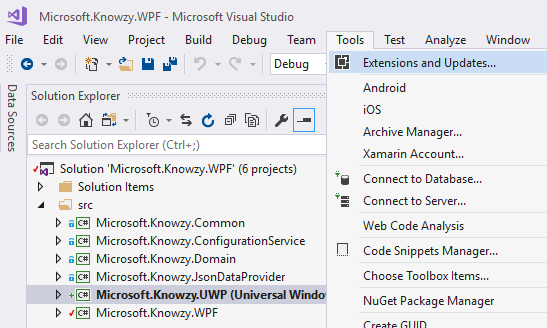 Microsoft.Knowzy.WPF - Microsoft Visual Studio
File Edit View Project Build Debug Team Tools Test Analyze Window
Debug
Data Sources
Solution Explorer
Search Solution Explorer (Ctrl+;)
Solution 'Microsoft.Knowzy.WPF' (6 projects)
Solution Items
src
C# Microsoft.Knowzy.Common
C# Microsoft.Knowzy.ConfigurationService
C# Microsoft.Knowzy.Domain
C# Microsoft.Knowzy.JsonDataProvider
C# Microsoft.Knowzy.UWP (Universal Windo
C# Microsoft.Knowzy.WPF
Extensions and Updates...
Android
iOS
Archive Manager...
Xamarin Account...
Connect to Database...
Connect to Server...
Web Code Analysis
Code Snippets Manager...
Choose Toolbox Items...
NuGet Package Manager
Create GUID